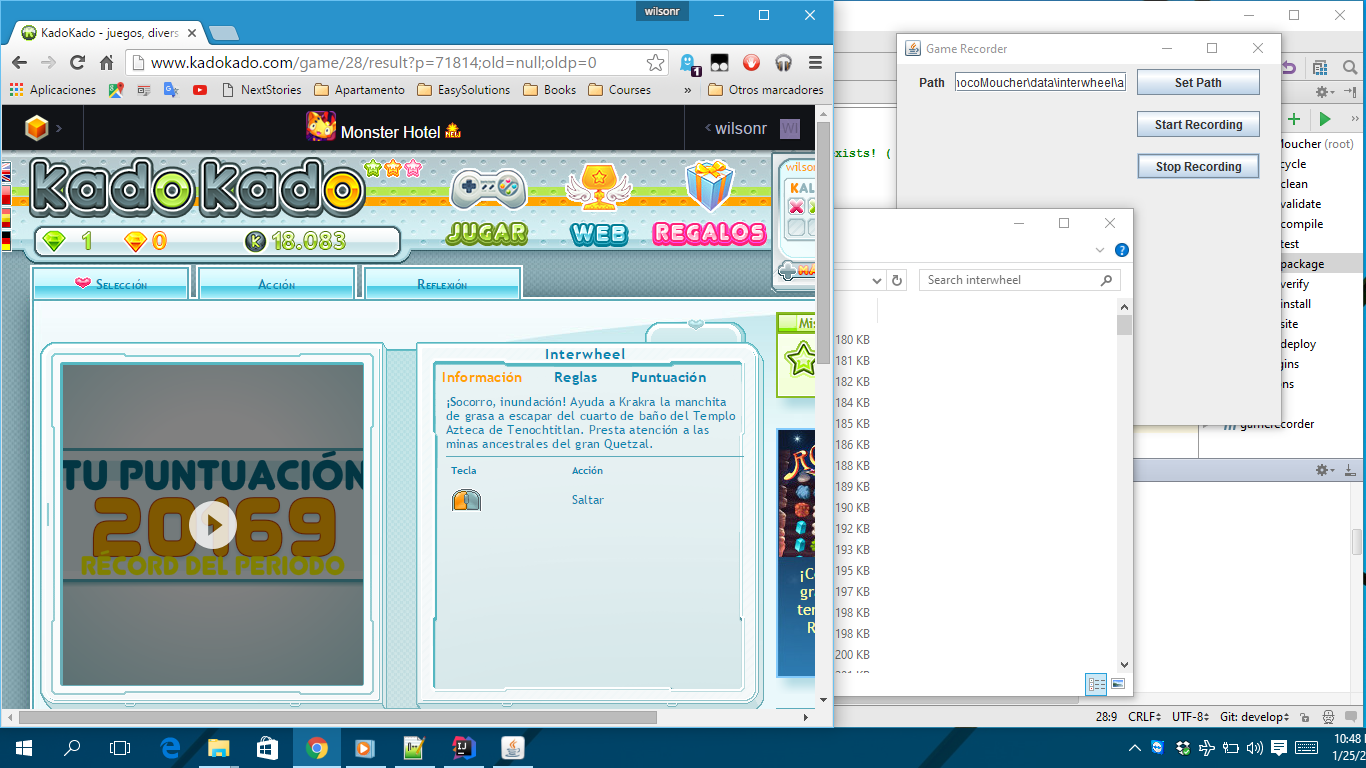 wilsonr
KadoKado - juegos, divers
www.kadokado.com/game/28/result?p=71814;old=null;oldp=0
1
Aplicaciones
NextStories
Apartamento
EasySolutions
Books
Courses
»
Otros marcadores
Monster Hotel NEW
wilsonr
WI
KadoKado
JUGAR
WEB
REGALOS
1
0
K 18.083
Selección
Acción
Reflexión
TU PUNTUACIÓN
20169
RÉCORD DEL PERIODO
Interwheel
Información
Reglas
Puntuación
¡Socorro, inundación! Ayuda a Krakra la manchita
de grasa a escapar del cuarto de baño del Templo
Azteca de Tenochtitlan. Presta atención a las
minas ancestrales del gran Quetzal.
Tecla
Acción
Saltar
Game Recorder
Path
ocoMoucher\data\interwheel\a
Set Path
Start Recording
Stop Recording
xists! (
Moucher (root)
cycle
clean
validate
compile
test
package
verify
install
site
deploy
gins
ns
gamerecorder
Search interwheel
180 KB
181 KB
182 KB
184 KB
185 KB
186 KB
188 KB
189 KB
190 KB
192 KB
193 KB
195 KB
197 KB
198 KB
198 KB
200 KB
28:9
CRLF
UTF-8
Git: develop
10:48
1/25/2